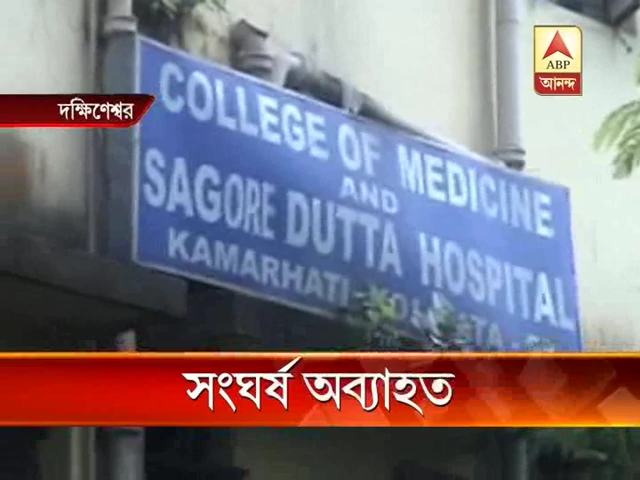 ABP
আনন্দ
দক্ষিণেশ্বর
COLLEGE OF MEDICINE
AND
SAGORE DUTTA HOSPITAL
KAMARHATI
সংঘর্ষ অব্যাহত